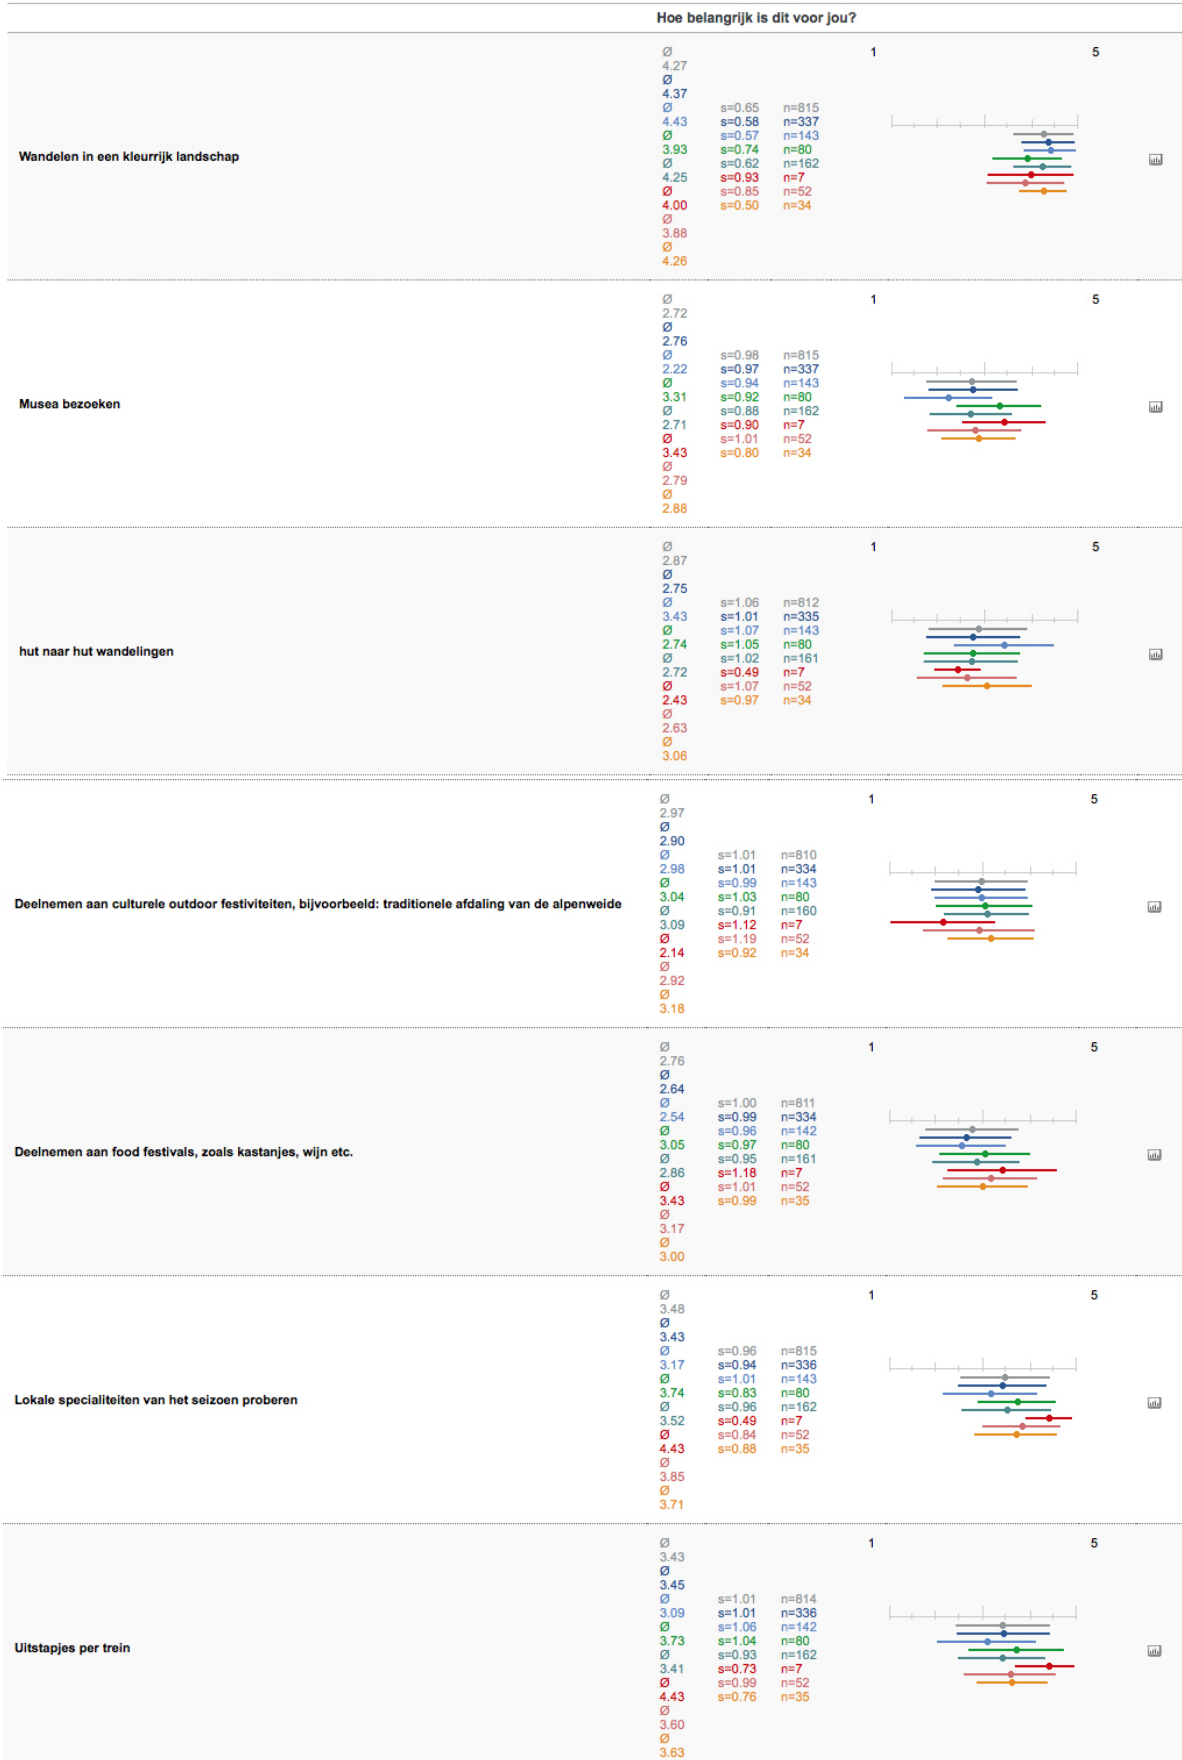 Hoe belangrijk is dit voor jou?
Wandelen in een kleurrijk landschap
Ø
4.27
Ø
4.37
Ø
4.43
Ø
3.93
Ø
4.25
Ø
4.00
Ø
3.88
Ø
4.26
s=0.65 n=815
s=0.58 n=337
s=0.57 n=143
s=0.74 n=80
s=0.62 n=162
s=0.93 n=7
s=0.85 n=52
s=0.50 n=34
1 5
Musea bezoeken
Ø
2.72
Ø
2.76
Ø
2.22
Ø
3.31
Ø
2.71
Ø
3.43
Ø
2.79
Ø
2.88
s=0.98 n=815
s=0.97 n=337
s=0.94 n=143
s=0.92 n=80
s=0.88 n=162
s=0.90 n=7
s=1.01 n=52
s=0.80 n=34
1 5
hut naar hut wandelingen
Ø
2.87
Ø
2.75
Ø
3.43
Ø
2.74
Ø
2.72
Ø
2.43
Ø
2.63
Ø
3.06
s=1.06 n=812
s=1.01 n=335
s=1.07 n=143
s=1.05 n=80
s=1.02 n=161
s=0.49 n=7
s=1.07 n=52
s=0.97 n=34
1 5
Deelnemen aan culturele outdoor festiviteiten, bijvoorbeeld: traditionele afdaling van de alpenweide
Ø
2.97
Ø
2.90
Ø
2.98
Ø
3.04
Ø
3.09
Ø
2.14
Ø
2.92
Ø
3.18
s=1.01 n=810
s=1.01 n=334
s=0.99 n=143
s=1.03 n=80
s=0.91 n=160
s=1.12 n=7
s=1.19 n=52
s=0.92 n=34
1 5
Deelnemen aan food festivals, zoals kastanjes, wijn etc.
Ø
2.76
Ø
2.64
Ø
2.54
Ø
3.05
Ø
2.86
Ø
3.43
Ø
3.17
Ø
3.00
s=1.00 n=811
s=0.99 n=334
s=0.96 n=142
s=0.97 n=80
s=0.95 n=161
s=1.18 n=7
s=1.01 n=52
s=0.99 n=35
1 5
Lokale specialiteiten van het seizoen proberen
Ø
3.48
Ø
3.43
Ø
3.17
Ø
3.74
Ø
3.52
Ø
4.43
Ø
3.85
Ø
3.71
s=0.96 n=815
s=0.94 n=336
s=1.01 n=143
s=0.83 n=80
s=0.96 n=162
s=0.49 n=7
s=0.84 n=52
s=0.88 n=35
1 5
Uitstapjes per trein
Ø
3.43
Ø
3.45
Ø
3.09
Ø
3.73
Ø
3.41
Ø
4.43
Ø
3.60
Ø
3.63
s=1.01 n=814
s=1.01 n=336
s=1.06 n=142
s=1.04 n=80
s=0.93 n=162
s=0.73 n=7
s=0.99 n=52
s=0.76 n=35
1 5